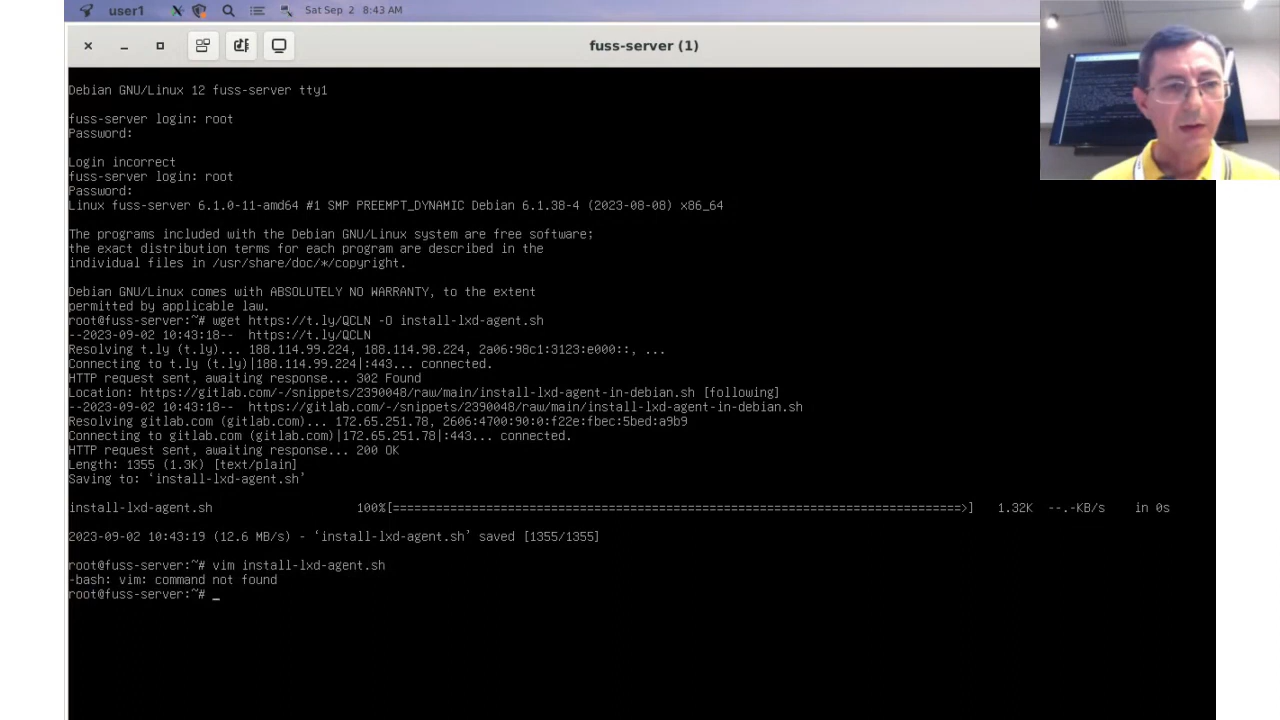 user1 Sat Sep 2 8:43 AM
fuss-server (1)
Debian GNU/Linux 12 fuss-server tty1
fuss-server login: root
Password:
Login incorrect
fuss-server login: root
Password:
Linux fuss-server 6.1.0-11-amd64 #1 SMP PREEMPT_DYNAMIC Debian 6.1.38-4 (2023-08-08) x86_64
The programs included with the Debian GNU/Linux system are free software;
the exact distribution terms for each program are described in the
individual files in /usr/share/doc/*/copyright.
Debian GNU/Linux comes with ABSOLUTELY NO WARRANTY, to the extent
permitted by applicable law.
root@fuss-server:~# wget https://t.ly/QCLN -O install-lxd-agent.sh
--2023-09-02 10:43:18--  https://t.ly/QCLN
Resolving t.ly (t.ly)... 188.114.99.224, 188.114.98.224, 2a06:98c1:3123:e000::, ...
Connecting to t.ly (t.ly)|188.114.99.224|:443... connected.
HTTP request sent, awaiting response... 302 Found
Location: https://gitlab.com/-/snippets/2390048/raw/main/install-lxd-agent-in-debian.sh [following]
--2023-09-02 10:43:18--  https://gitlab.com/-/snippets/2390048/raw/main/install-lxd-agent-in-debian.sh
Resolving gitlab.com (gitlab.com)... 172.65.251.78, 2606:4700:90:0:f22e:fbec:5bed:a9b9
Connecting to gitlab.com (gitlab.com)|172.65.251.78|:443... connected.
HTTP request sent, awaiting response... 200 OK
Length: 1355 (1.3K) [text/plain]
Saving to: ‘install-lxd-agent.sh’
install-lxd-agent.sh 100%[===============================================================================>] 1.32K --.-KB/s in 0s
2023-09-02 10:43:19 (12.6 MB/s) - ‘install-lxd-agent.sh’ saved [1355/1355]
root@fuss-server:~# vim install-lxd-agent.sh
-bash: vim: command not found
root@fuss-server:~# _